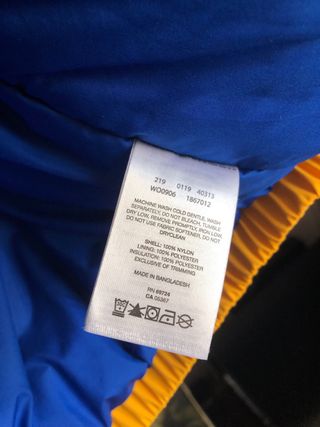 219 0119 40313
WO0906 1867012
MACHINE WASH COLD GENTLE, WASH
SEPARATELY, DO NOT BLEACH, TUMBLE
DRY LOW, REMOVE PROMPTLY, IRON LOW,
DO NOT USE FABRIC SOFTENER, DO NOT
DRYCLEAN
SHELL: 100% NYLON
LINING: 100% POLYESTER
INSULATION: 100% POLYESTER
EXCLUSIVE OF TRIMMING
MADE IN BANGLADESH
RN 69724
CA 05367